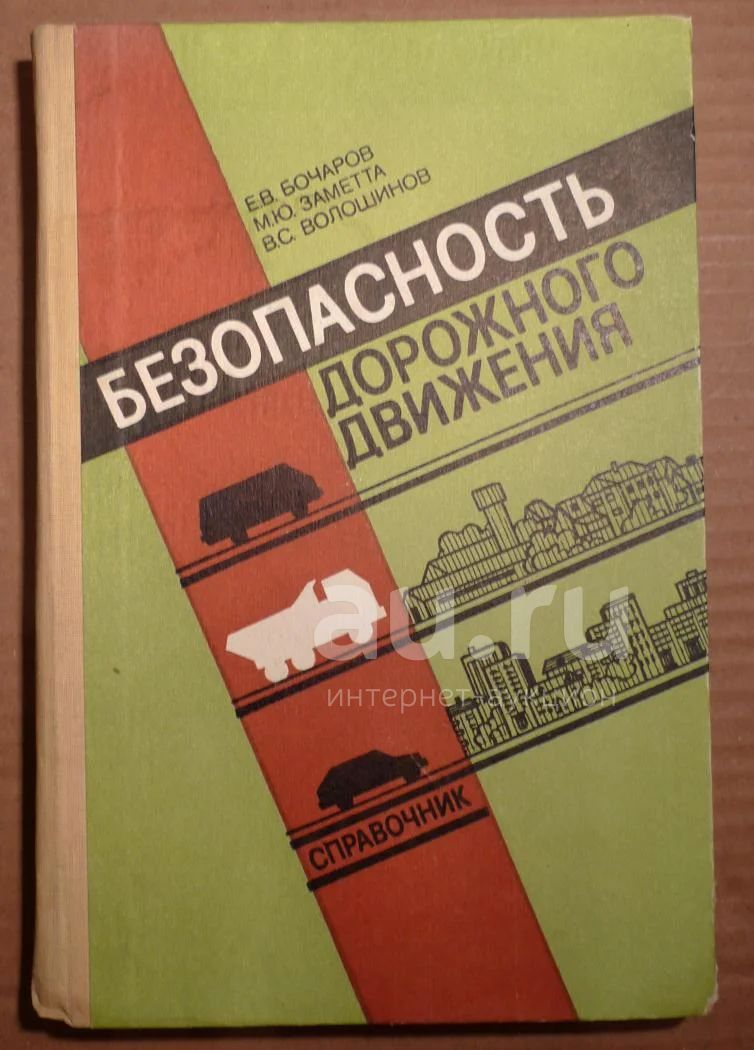 Е.В. БОЧАРОВ
М.Ю. ЗАМЕТТА
В.С. ВОЛОШИНОВ
БЕЗОПАСНОСТЬ
ДОРОЖНОГО
ДВИЖЕНИЯ
au.ru
интернет-аукцион
СПРАВОЧНИК